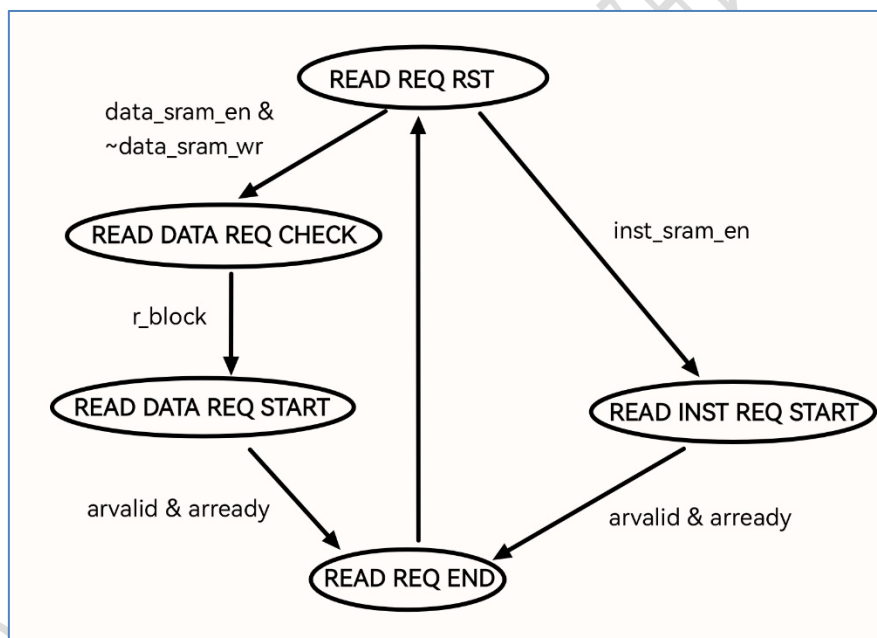 READ REQ RST
data_sram_en &
~data_sram_wr
READ DATA REQ CHECK
inst_sram_en
r_block
READ DATA REQ START
READ INST REQ START
arvalid & arready
arvalid & arready
READ REQ END